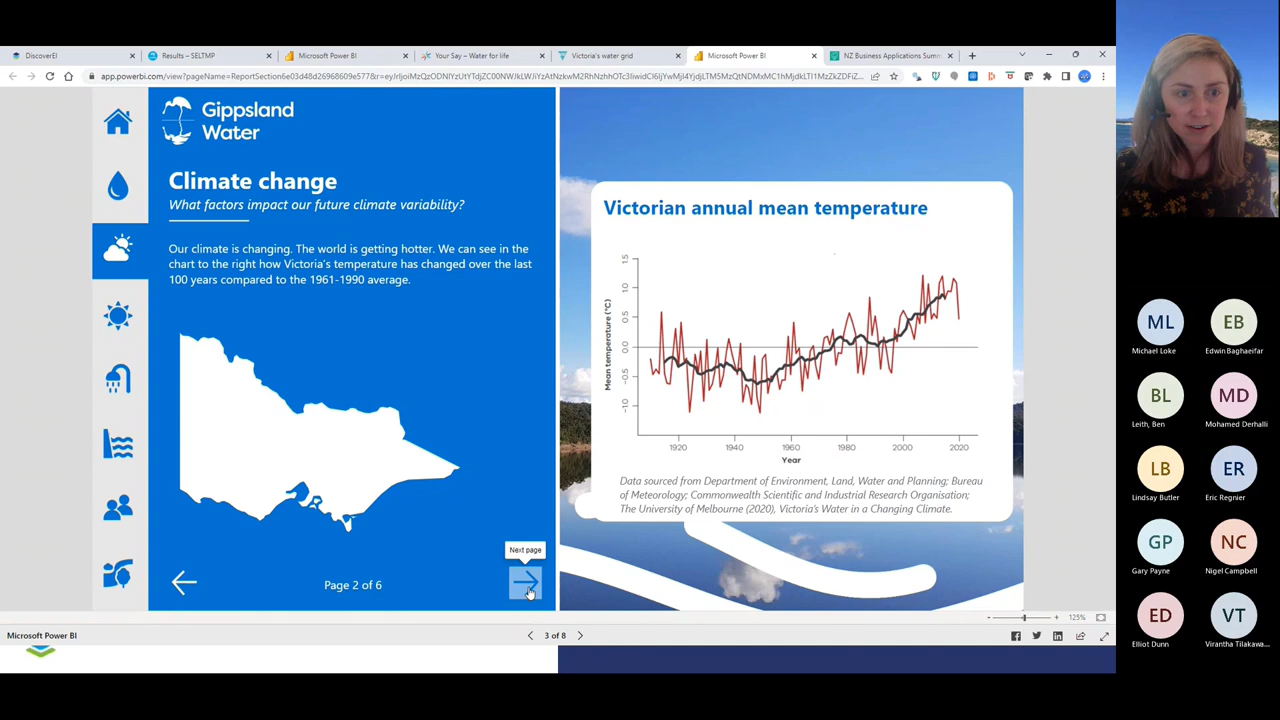 DiscoverEI
Results – SELTMP
Microsoft Power BI
Your Say – Water for life
Victoria's water grid
Microsoft Power BI
NZ Business Applications Sum
Gippsland
Water
Climate change
What factors impact our future climate variability?
Our climate is changing. The world is getting hotter. We can see in the
chart to the right how Victoria's temperature has changed over the last
100 years compared to the 1961-1990 average.
Next page
Page 2 of 6
Victorian annual mean temperature
Mean temperature (°C)
1.5
1.0
0.5
0.0
-0.5
-1.0
1920 1940 1960 1980 2000 2020
Year
Data sourced from Department of Environment, Land, Water and Planning; Bureau
of Meteorology; Commonwealth Scientific and Industrial Research Organisation;
The University of Melbourne (2020), Victoria's Water in a Changing Climate.
125%
Microsoft Power BI
3 of 8
ML
Michael Loke
EB
Edwin Baghaeifar
BL
Leith, Ben
MD
Mohamed Derhalli
LB
Lindsay Butler
ER
Eric Regnier
GP
Gary Payne
NC
Nigel Campbell
ED
Elliot Dunn
VT
Virantha Tilakawa...